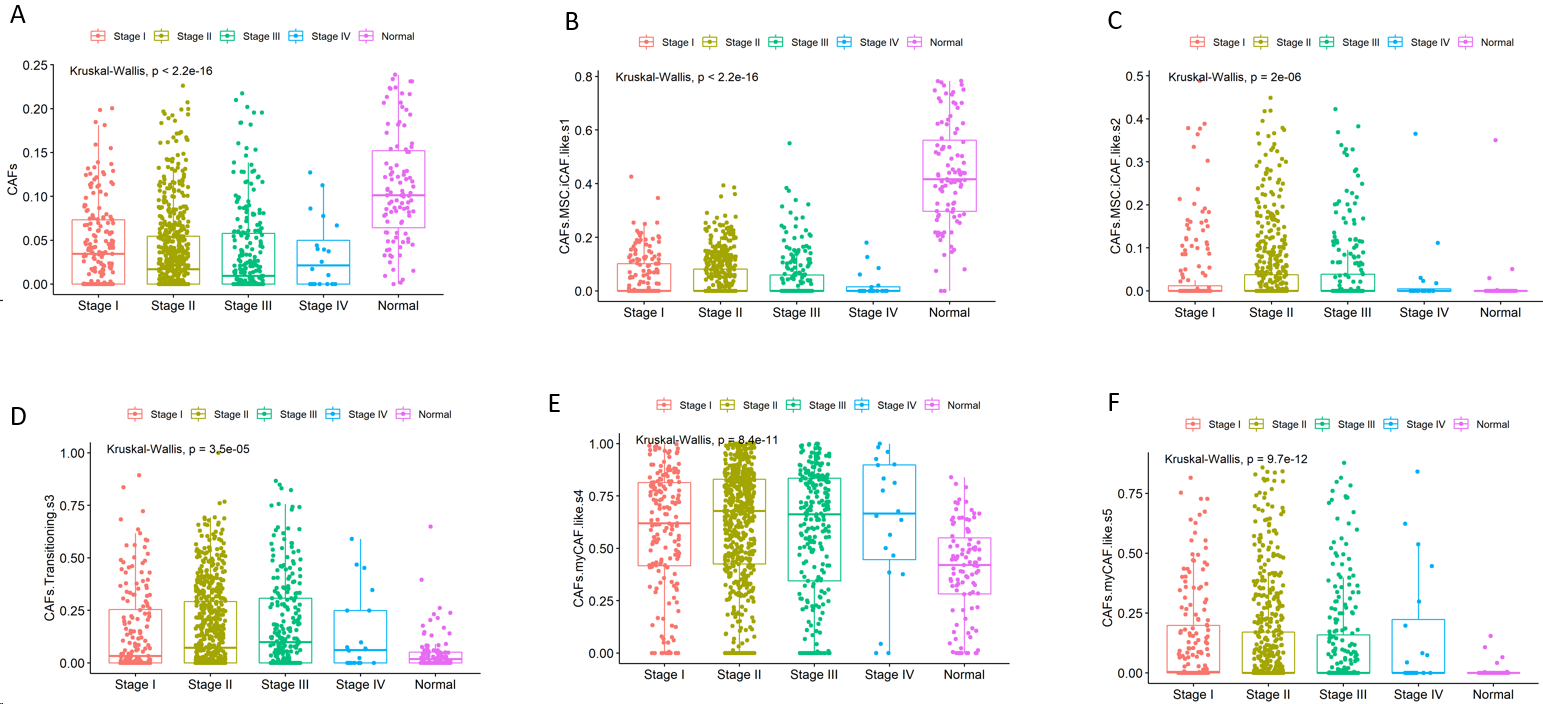 A
Stage I Stage II Stage III Stage IV Normal
Kruskal-Wallis, p < 2.2e-16
CAFs
0.25
0.20
0.15
0.10
0.05
0.00
Stage I Stage II Stage III Stage IV Normal
B
Stage I Stage II Stage III Stage IV Normal
Kruskal-Wallis, p < 2.2e-16
CAFs.MSC.iCAF.like.s1
0.8
0.6
0.4
0.2
0.0
Stage I Stage II Stage III Stage IV Normal
C
Stage I Stage II Stage III Stage IV Normal
Kruskal-Wallis, p = 2e-06
CAFs.MSC.iCAF.like.s2
0.5
0.4
0.3
0.2
0.1
0.0
Stage I Stage II Stage III Stage IV Normal
D
Stage I Stage II Stage III Stage IV Normal
Kruskal-Wallis, p = 3.5e-05
CAFs.Transitioning.s3
1.00
0.75
0.50
0.25
0.00
Stage I Stage II Stage III Stage IV Normal
E
Stage I Stage II Stage III Stage IV Normal
Kruskal-Wallis, p = 8.4e-11
CAFs.myCAF.like.s4
1.00
0.75
0.50
0.25
0.00
Stage I Stage II Stage III Stage IV Normal
F
Stage I Stage II Stage III Stage IV Normal
Kruskal-Wallis, p = 9.7e-12
CAFs.myCAF.like.s5
0.75
0.50
0.25
0.00
Stage I Stage II Stage III Stage IV Normal